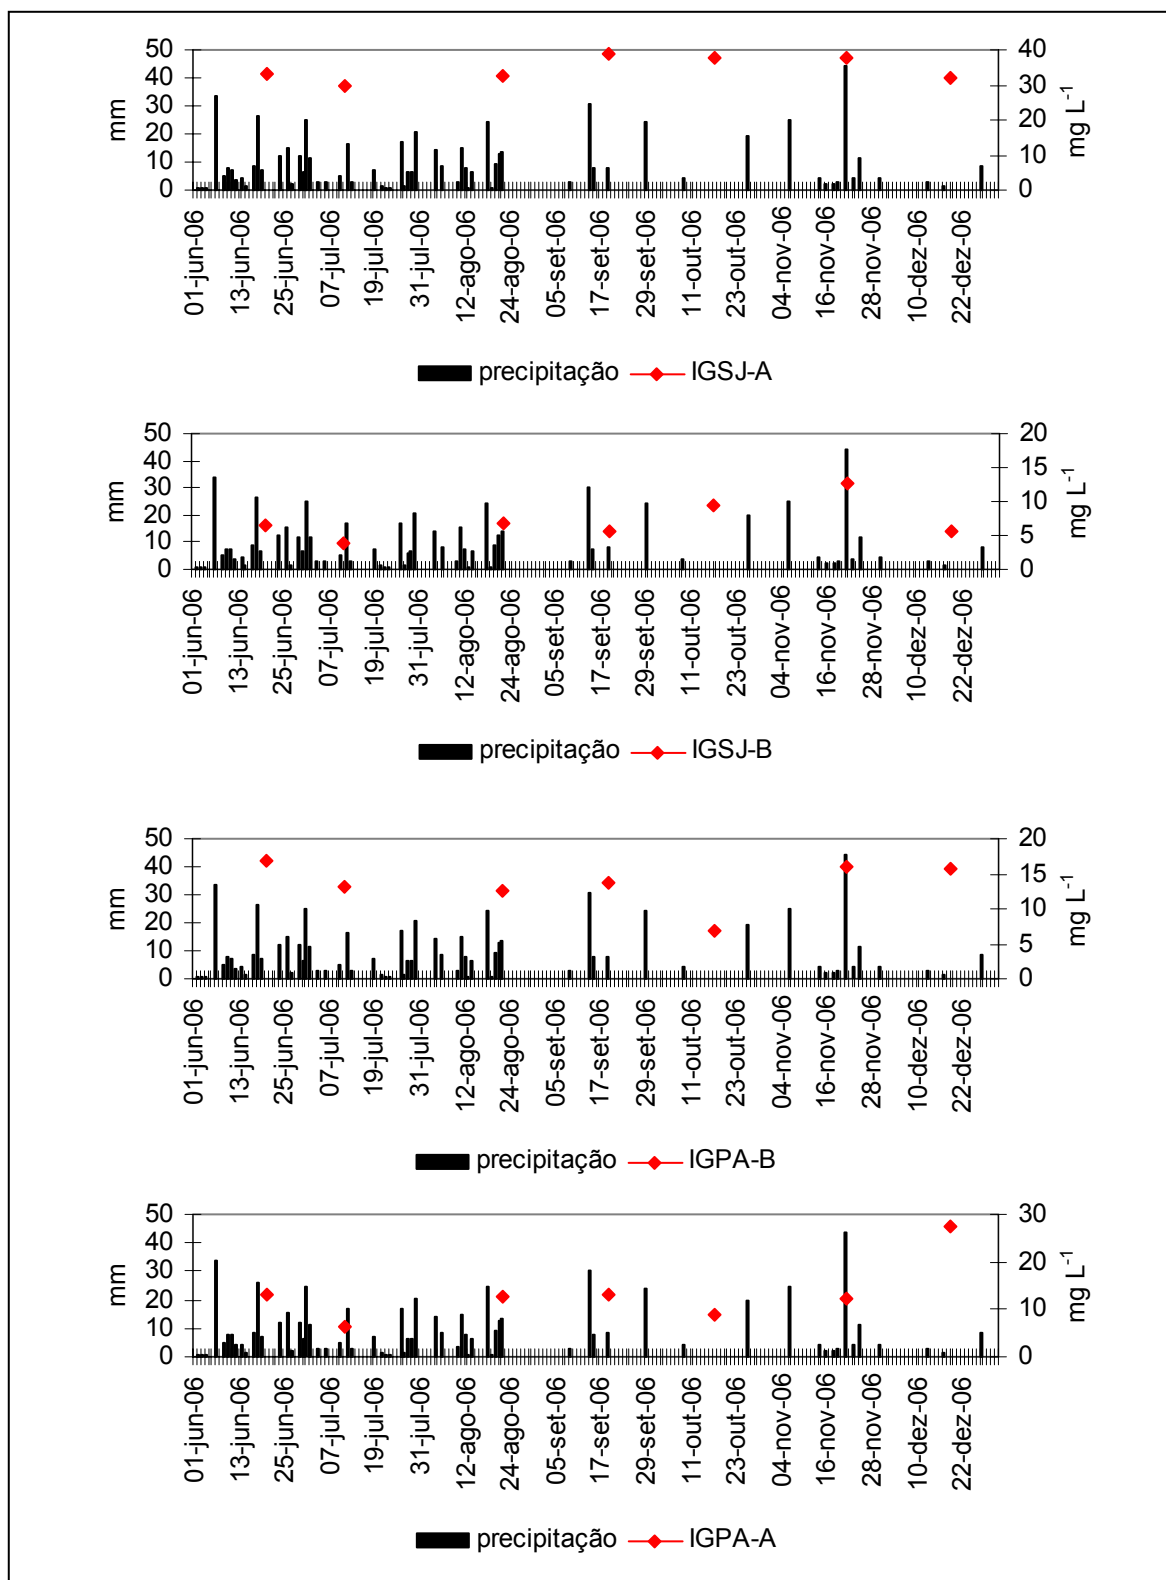 50 40 30 20 10 0
mm
40 30 20 10 0
mg L⁻¹
01-jun-06 13-jun-06 25-jun-06 07-jul-06 19-jul-06 31-jul-06 12-ago-06 24-ago-06 05-set-06 17-set-06 29-set-06 11-out-06 23-out-06 04-nov-06 16-nov-06 28-nov-06 10-dez-06 22-dez-06
precipitação IGSJ-A
50 40 30 20 10 0
mm
20 15 10 5 0
mg L⁻¹
01-jun-06 13-jun-06 25-jun-06 07-jul-06 19-jul-06 31-jul-06 12-ago-06 24-ago-06 05-set-06 17-set-06 29-set-06 11-out-06 23-out-06 04-nov-06 16-nov-06 28-nov-06 10-dez-06 22-dez-06
precipitação IGSJ-B
50 40 30 20 10 0
mm
20 15 10 5 0
mg L⁻¹
01-jun-06 13-jun-06 25-jun-06 07-jul-06 19-jul-06 31-jul-06 12-ago-06 24-ago-06 05-set-06 17-set-06 29-set-06 11-out-06 23-out-06 04-nov-06 16-nov-06 28-nov-06 10-dez-06 22-dez-06
precipitação IGPA-B
50 40 30 20 10 0
mm
30 20 10 0
mg L⁻¹
01-jun-06 13-jun-06 25-jun-06 07-jul-06 19-jul-06 31-jul-06 12-ago-06 24-ago-06 05-set-06 17-set-06 29-set-06 11-out-06 23-out-06 04-nov-06 16-nov-06 28-nov-06 10-dez-06 22-dez-06
precipitação IGPA-A